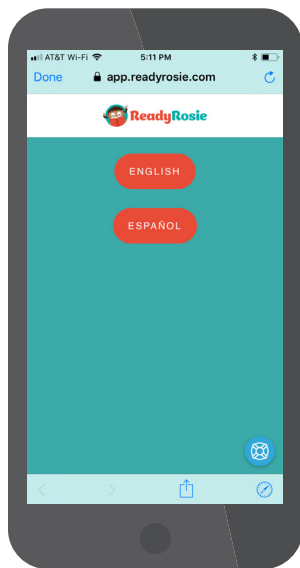 AT&T Wi-Fi 5:11 PM
Done app.readyrosie.com
ReadyRosie
ENGLISH
ESPAÑOL